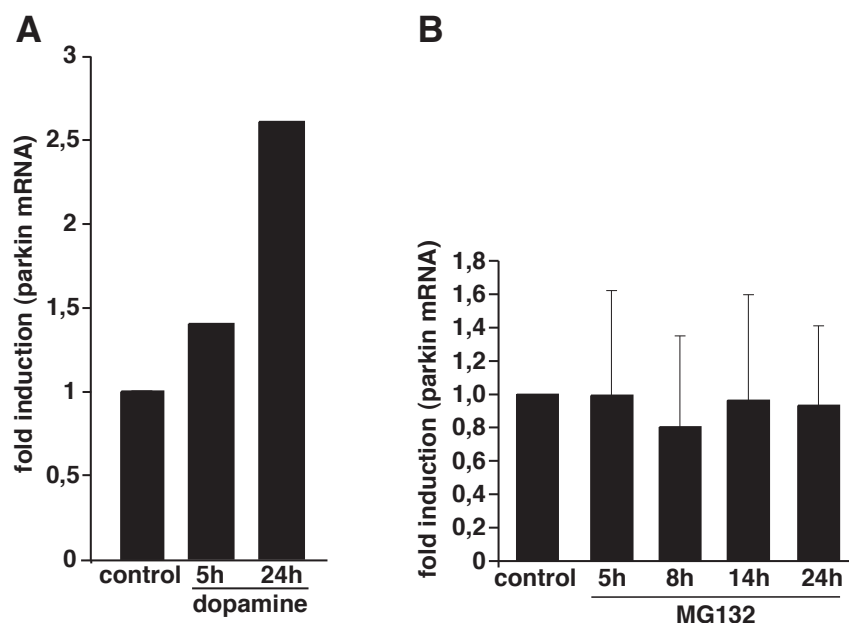 A
fold induction (parkin mRNA)
3
2,5
2
1,5
1
0,5
0
control 5h 24h
dopamine
B
fold induction (parkin mRNA)
1,8
1,6
1,4
1,2
1,0
0,8
0,6
0,4
0,2
0
control 5h 8h 14h 24h
MG132